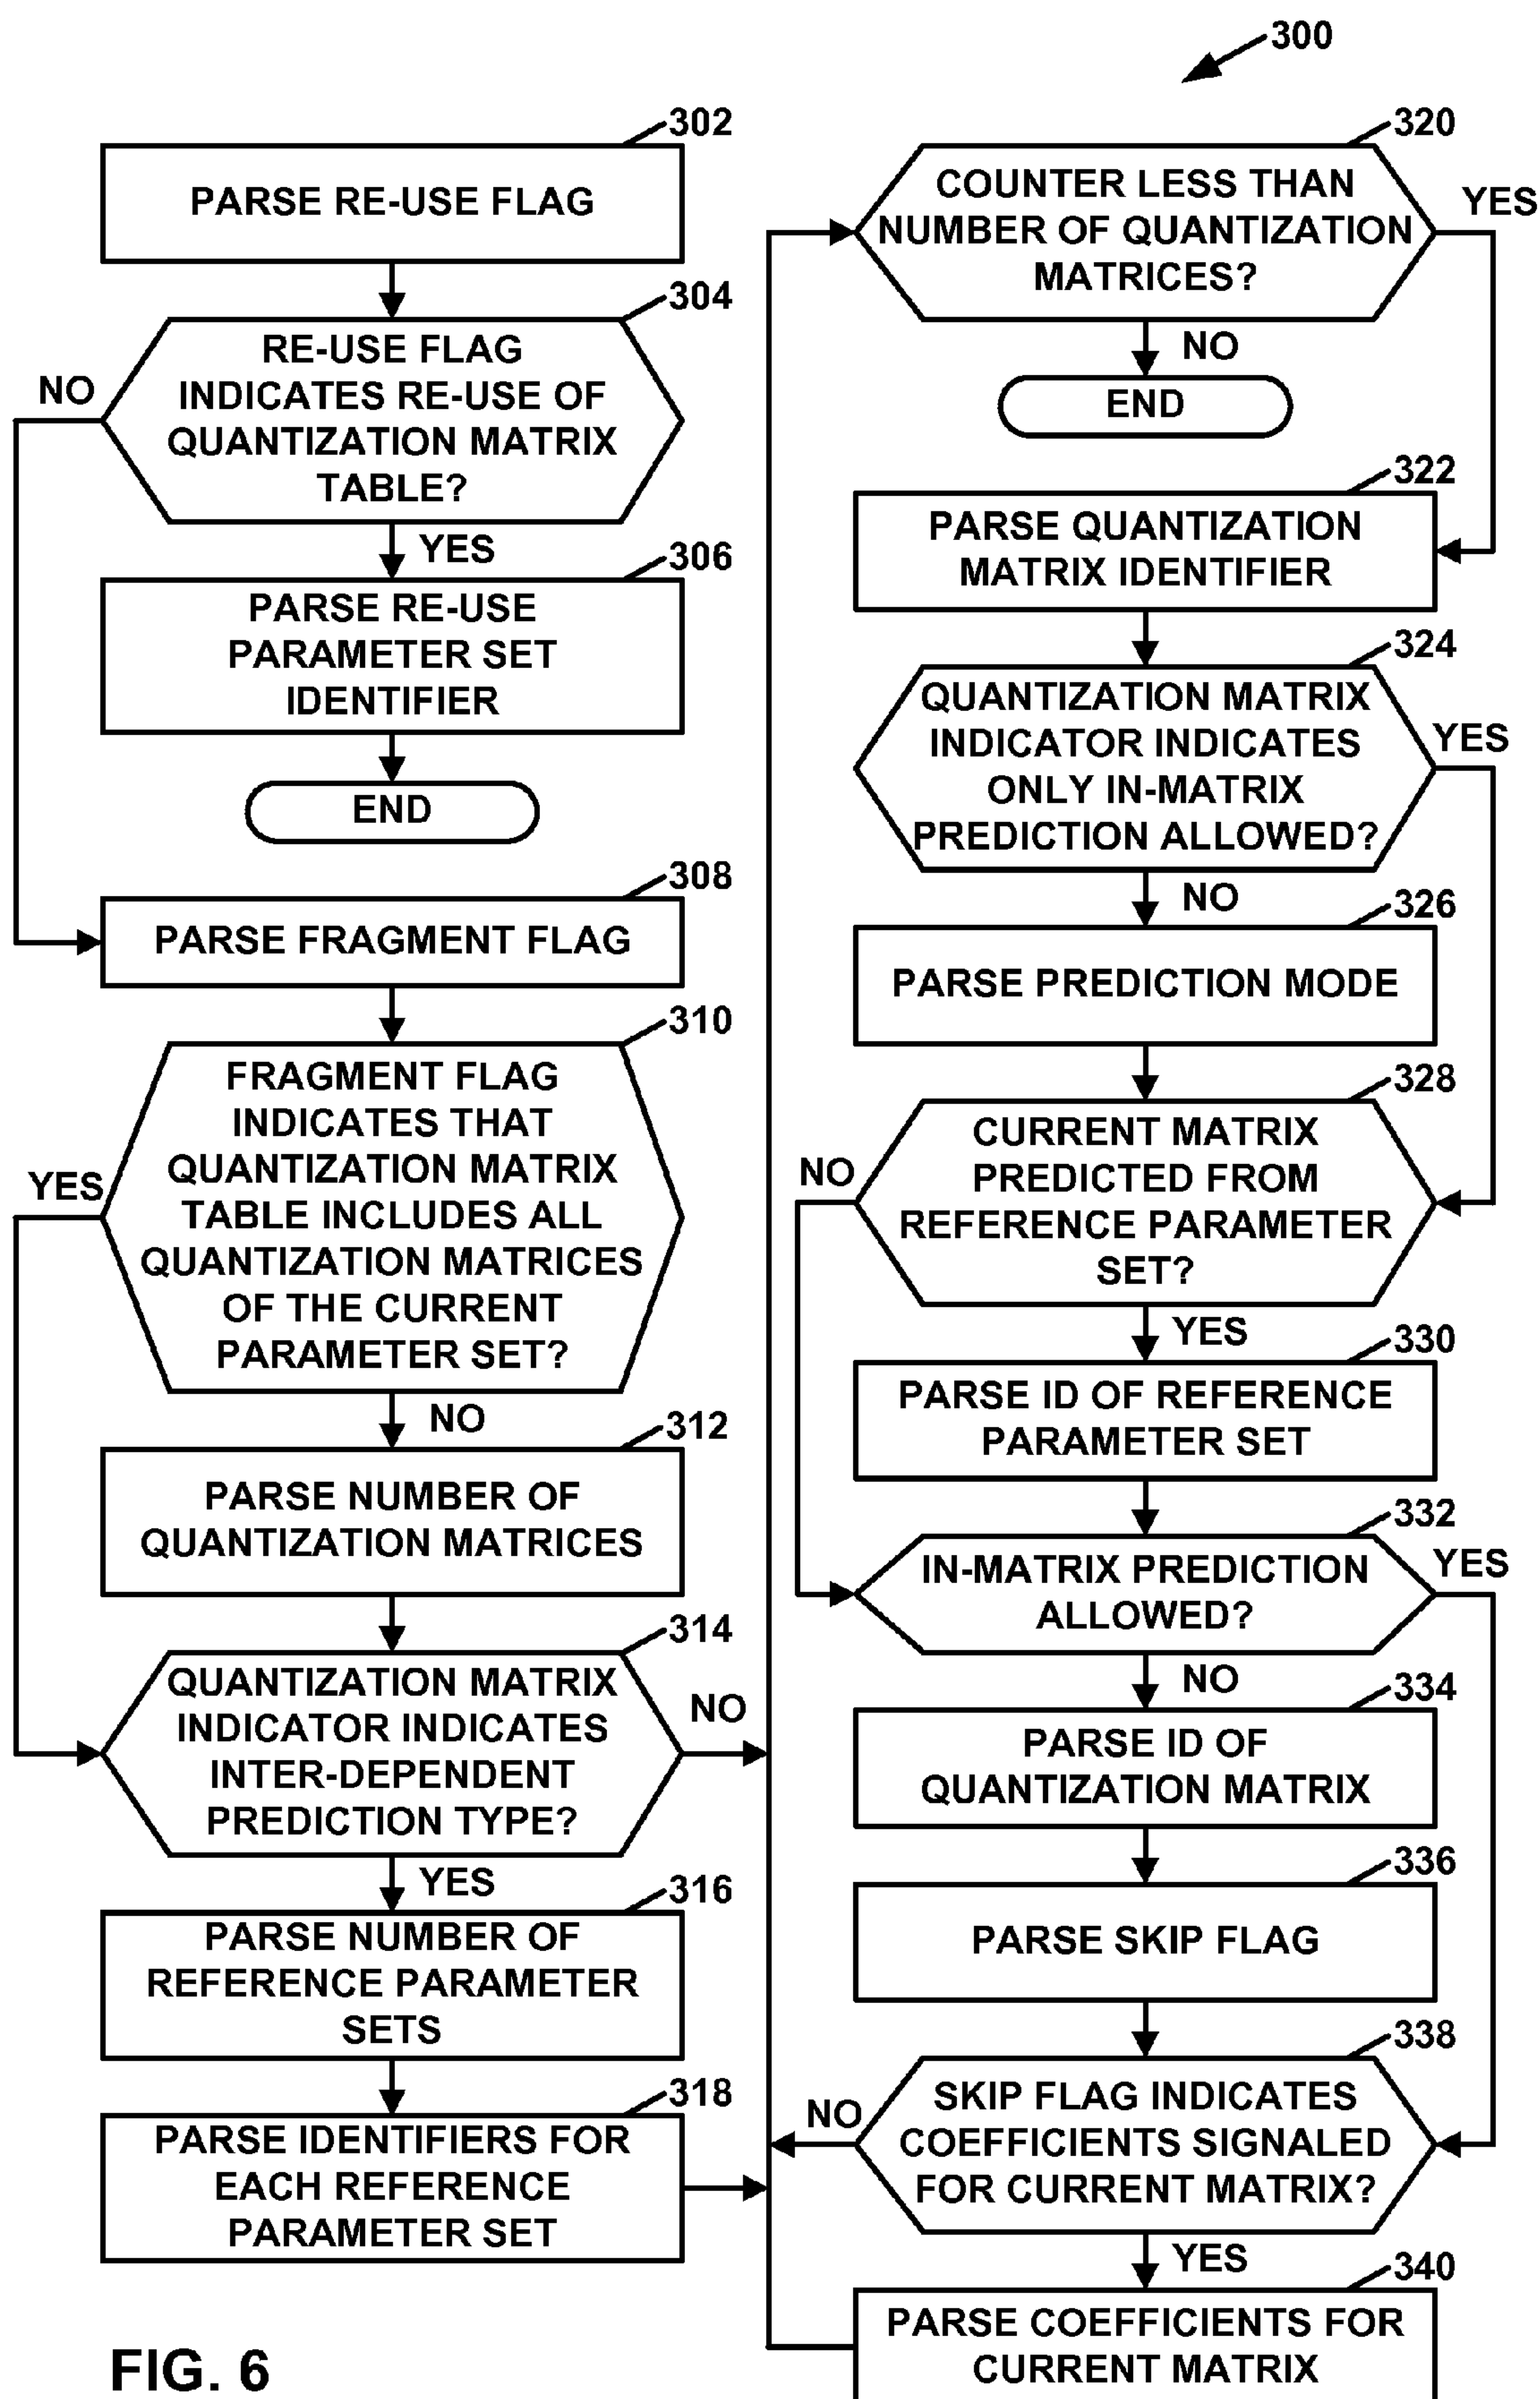 300
302
PARSE RE-USE FLAG
304
RE-USE FLAG
INDICATES RE-USE OF
QUANTIZATION MATRIX
TABLE?
NO
YES
306
PARSE RE-USE
PARAMETER SET
IDENTIFIER
END
308
PARSE FRAGMENT FLAG
310
FRAGMENT FLAG
INDICATES THAT
QUANTIZATION MATRIX
TABLE INCLUDES ALL
QUANTIZATION MATRICES
OF THE CURRENT
PARAMETER SET?
YES
NO
312
PARSE NUMBER OF
QUANTIZATION MATRICES
314
QUANTIZATION MATRIX
INDICATOR INDICATES
INTER-DEPENDENT
PREDICTION TYPE?
NO
YES
316
PARSE NUMBER OF
REFERENCE PARAMETER
SETS
318
PARSE IDENTIFIERS FOR
EACH REFERENCE
PARAMETER SET
320
COUNTER LESS THAN
NUMBER OF QUANTIZATION
MATRICES?
YES
NO
END
322
PARSE QUANTIZATION
MATRIX IDENTIFIER
324
QUANTIZATION MATRIX
INDICATOR INDICATES
ONLY IN-MATRIX
PREDICTION ALLOWED?
YES
NO
326
PARSE PREDICTION MODE
328
CURRENT MATRIX
PREDICTED FROM
REFERENCE PARAMETER
SET?
NO
YES
330
PARSE ID OF REFERENCE
PARAMETER SET
332
IN-MATRIX PREDICTION
ALLOWED?
YES
NO
334
PARSE ID OF
QUANTIZATION MATRIX
336
PARSE SKIP FLAG
338
SKIP FLAG INDICATES
COEFFICIENTS SIGNALED
FOR CURRENT MATRIX?
NO
YES
340
PARSE COEFFICIENTS FOR
CURRENT MATRIX
FIG. 6